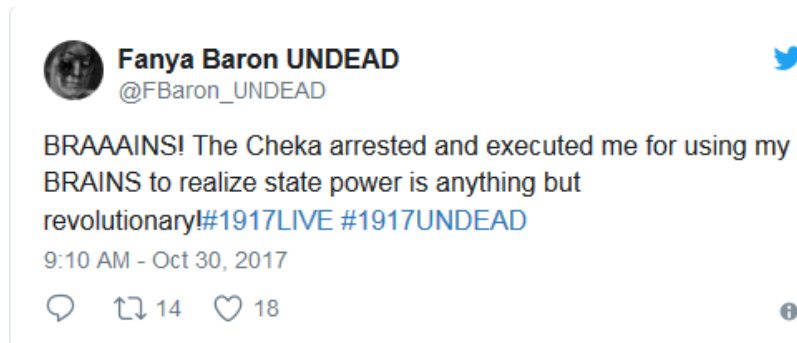 Fanya Baron UNDEAD
@FBaron_UNDEAD
BRAAAINS! The Cheka arrested and executed me for using my
BRAINS to realize state power is anything but
revolutionary!#1917LIVE #1917UNDEAD
9:10 AM - Oct 30, 2017
14 18